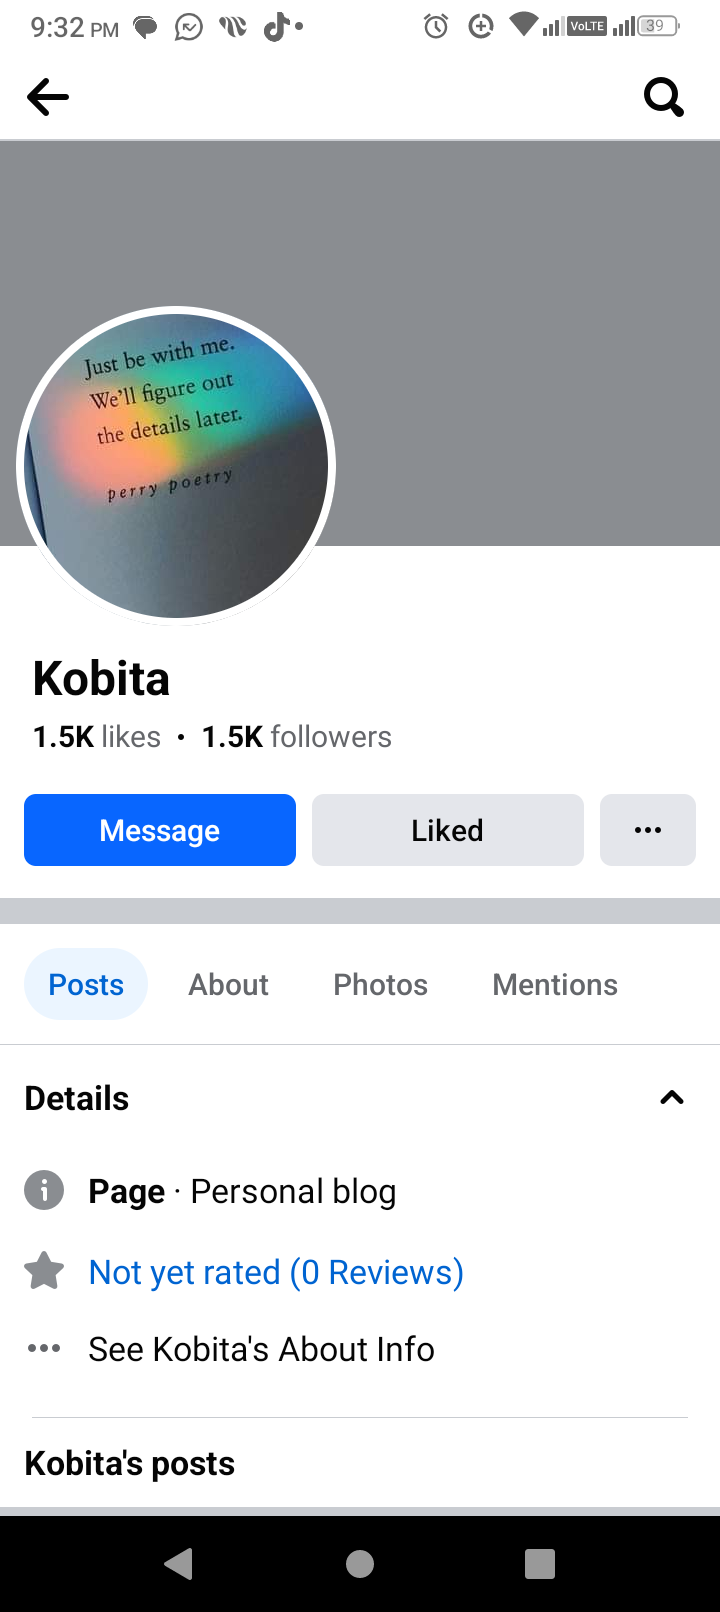 9:32 PM
VoLTE
39
Just be with me.
We'll figure out
the details later.
perry poetry
Kobita
1.5K likes • 1.5K followers
Message
Liked
Posts
About
Photos
Mentions
Details
Page · Personal blog
Not yet rated (0 Reviews)
See Kobita's About Info
Kobita's posts